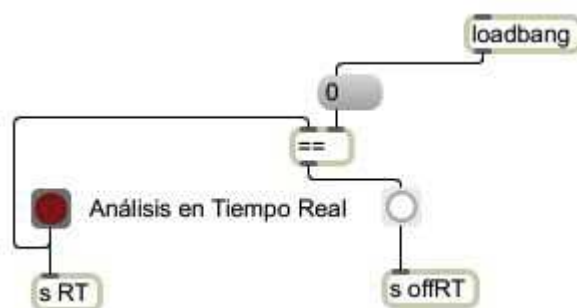 loadbang
0
==
Análisis en Tiempo Real
s RT
s offRT